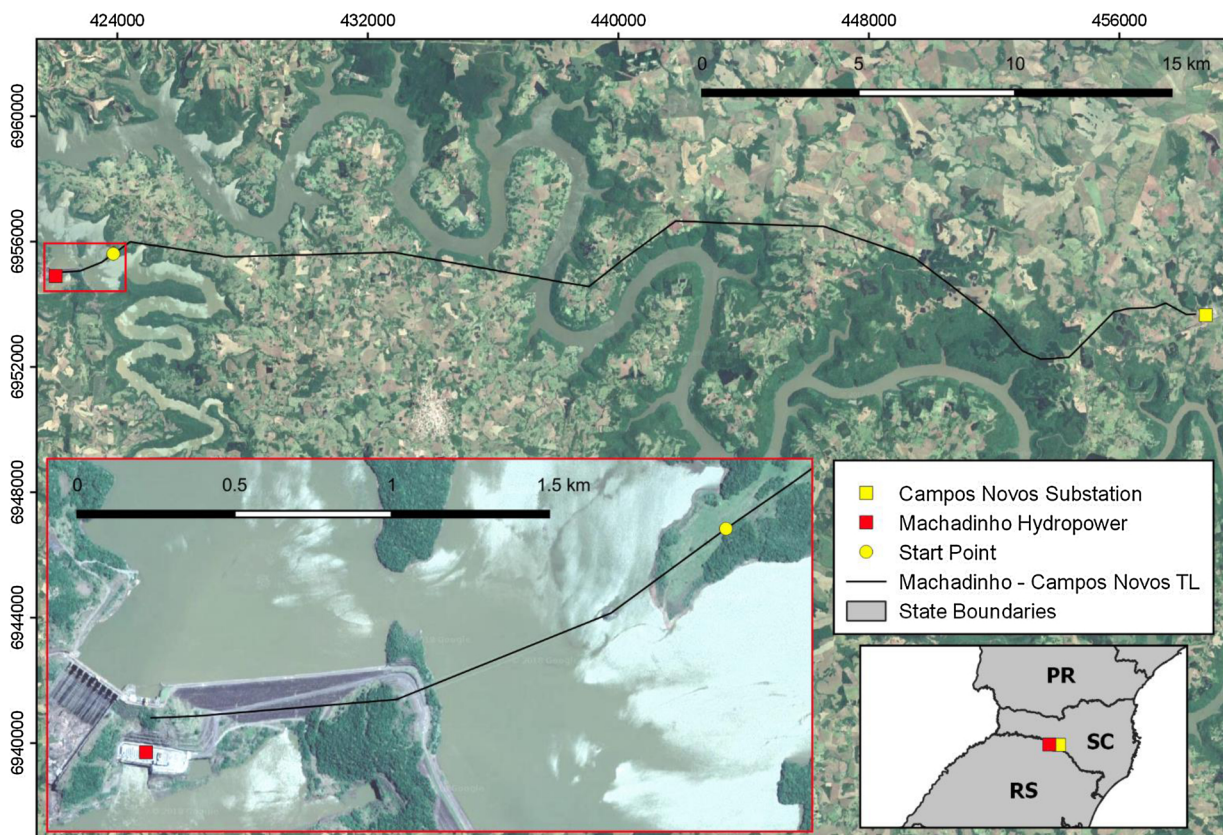 424000 432000 440000 448000 456000
0 5 10 15 km
6980000
6956000
6952000
6948000
6944000
6940000
0 0.5 1 1.5 km
Campos Novos Substation
Machadinho Hydropower
Start Point
Machadinho - Campos Novos TL
State Boundaries
PR
SC
RS